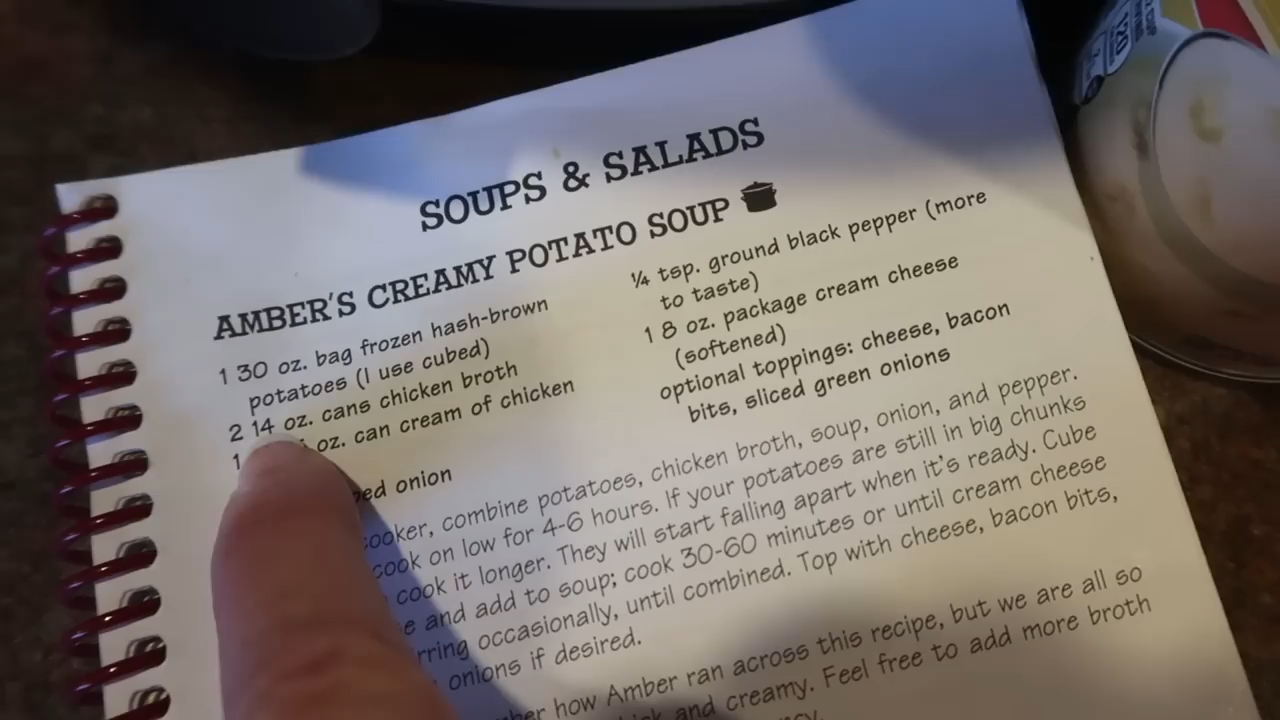 SOUPS & SALADS
AMBER'S CREAMY POTATO SOUP
1 30 oz. bag frozen hash-brown
potatoes (I use cubed)
2 14 oz. cans chicken broth
1 oz. can cream of chicken
onion
¼ tsp. ground black pepper (more
to taste)
1 8 oz. package cream cheese
(softened)
optional toppings: cheese, bacon
bits, sliced green onions
combine potatoes, chicken broth, soup, onion, and pepper.
cook on low for 4-6 hours. If your potatoes are still in big chunks
cook it longer. They will start falling apart when it's ready. Cube
and add to soup; cook 30-60 minutes or until cream cheese
occasionally, until combined. Top with cheese, bacon bits,
onions if desired.
how Amber ran across this recipe, but we are all so
and creamy. Feel free to add more broth
120